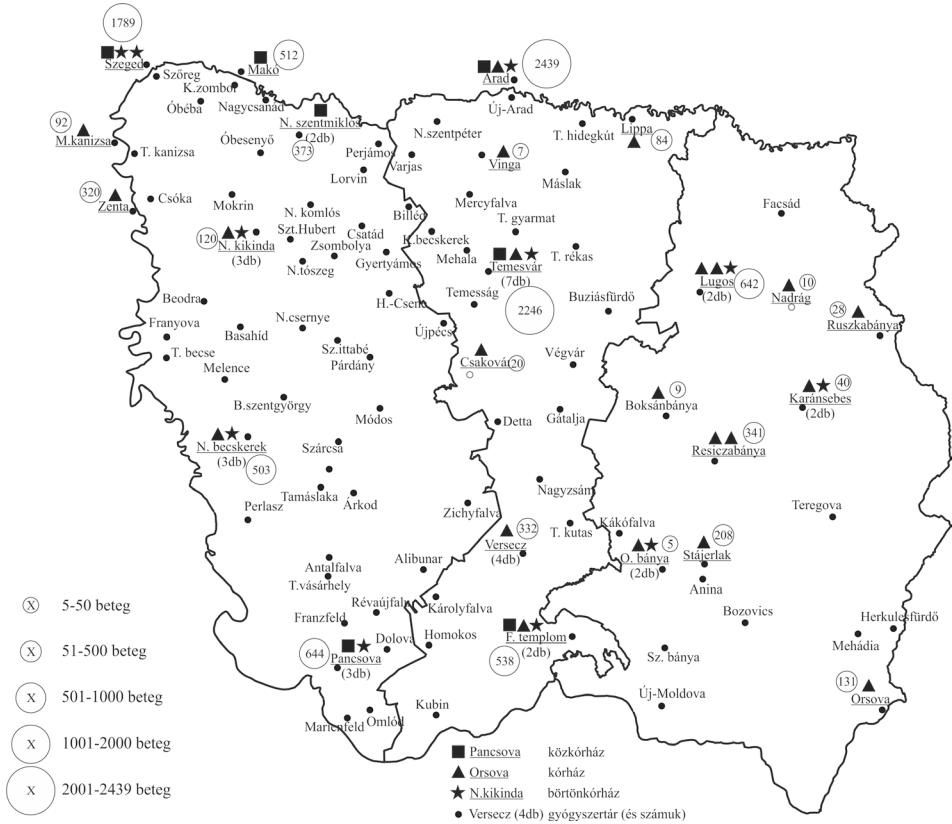 1789
Szeged
Szőreg
Makó
512
K.zombor
Óbéba
Nagycsanád
Óbesenyő
N. szentmiklós
(2db)
373
Perjámos
Lorvin
Varjas
92
M.kanizsa
T. kanizsa
320
Zenta
Csóka
Mokrin
N. komlós
Szt.Hubert
Csatád
Zsombolya
Gyertyámos
120
N. kikinda
(3db)
N.tószeg
Billéd
K.becskerek
Mehala
H.-Csene
Újpécs
Beodra
Franyova
T. becse
Basahíd
N.csernye
Sz.ittabé
Párdány
Melence
B.szentgyörgy
Módos
N. becskerek
(3db)
503
Szárcsa
Tamáslaka
Árkod
Perlasz
Zichyfalva
Antalfalva
T.vásárhely
Alibunar
Károlyfalva
Révaújfalu
Franzfeld
Dolova
Homokos
644
Pancsova
(3db)
Marienfeld
Omlód
Kubin
Arad
2439
Új-Arad
N.szentpéter
T. hidegkút
Lippa
84
Vinga
7
Máslak
Mercyfalva
T. gyarmat
T. rékas
Temesvár
(7db)
2246
Temesság
Buziásfürdő
Csakovár
20
Végvár
Detta
Gátalja
Nagyzsám
Versecz
(4db)
332
T. kutas
F. templom
(2db)
538
Facsád
Lugos
(2db)
642
Nadrág
10
28
Ruszkabánya
Boksánbánya
9
Karánsebes
(2db)
40
Resiczabánya
341
Teregova
Kákófalva
O. bánya
(2db)
5
Stájerlak
208
Anina
Bozovics
Herkulesfürdő
Mehádia
Sz. bánya
Új-Moldova
131
Orsova
X 5-50 beteg
X 51-500 beteg
X 501-1000 beteg
X 1001-2000 beteg
X 2001-2439 beteg
Pancsova közkórház
Orsova kórház
N.kikinda börtönkórház
Versecz (4db) gyógyszertár (és számuk)